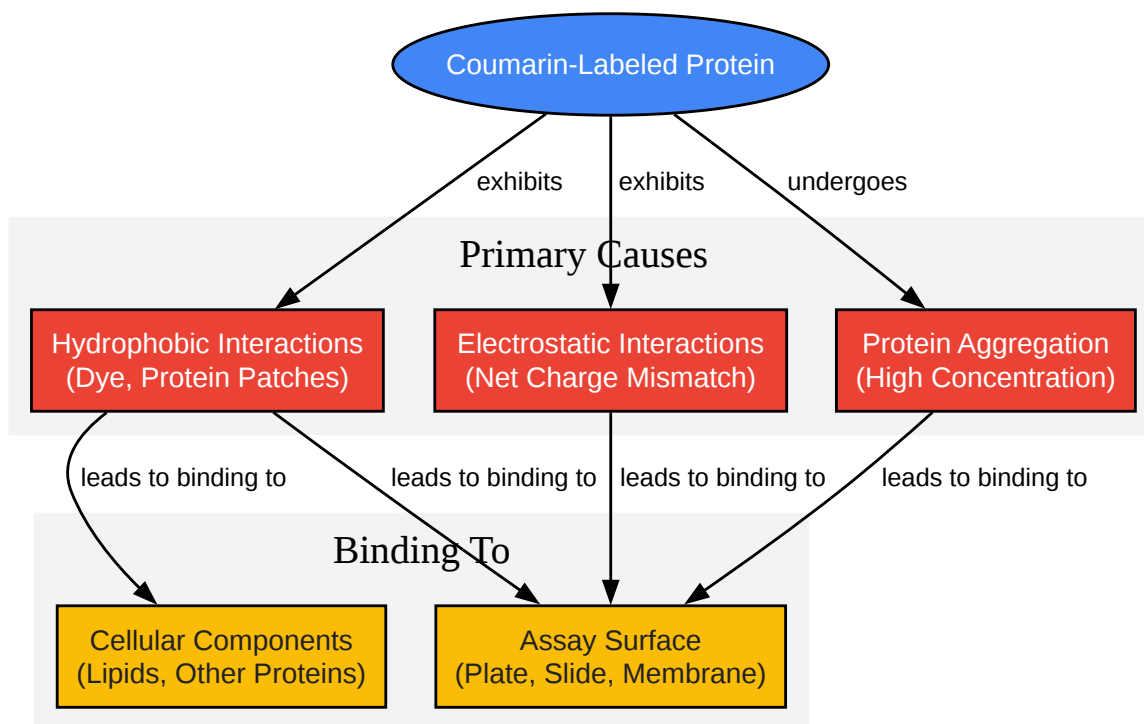 Coumarin-Labeled Protein
exhibits
exhibits
undergoes
Primary Causes
Hydrophobic Interactions
(Dye, Protein Patches)
Electrostatic Interactions
(Net Charge Mismatch)
Protein Aggregation
(High Concentration)
leads to binding to
leads to binding to
leads to binding to
leads to binding to
Binding To
Cellular Components
(Lipids, Other Proteins)
Assay Surface
(Plate, Slide, Membrane)